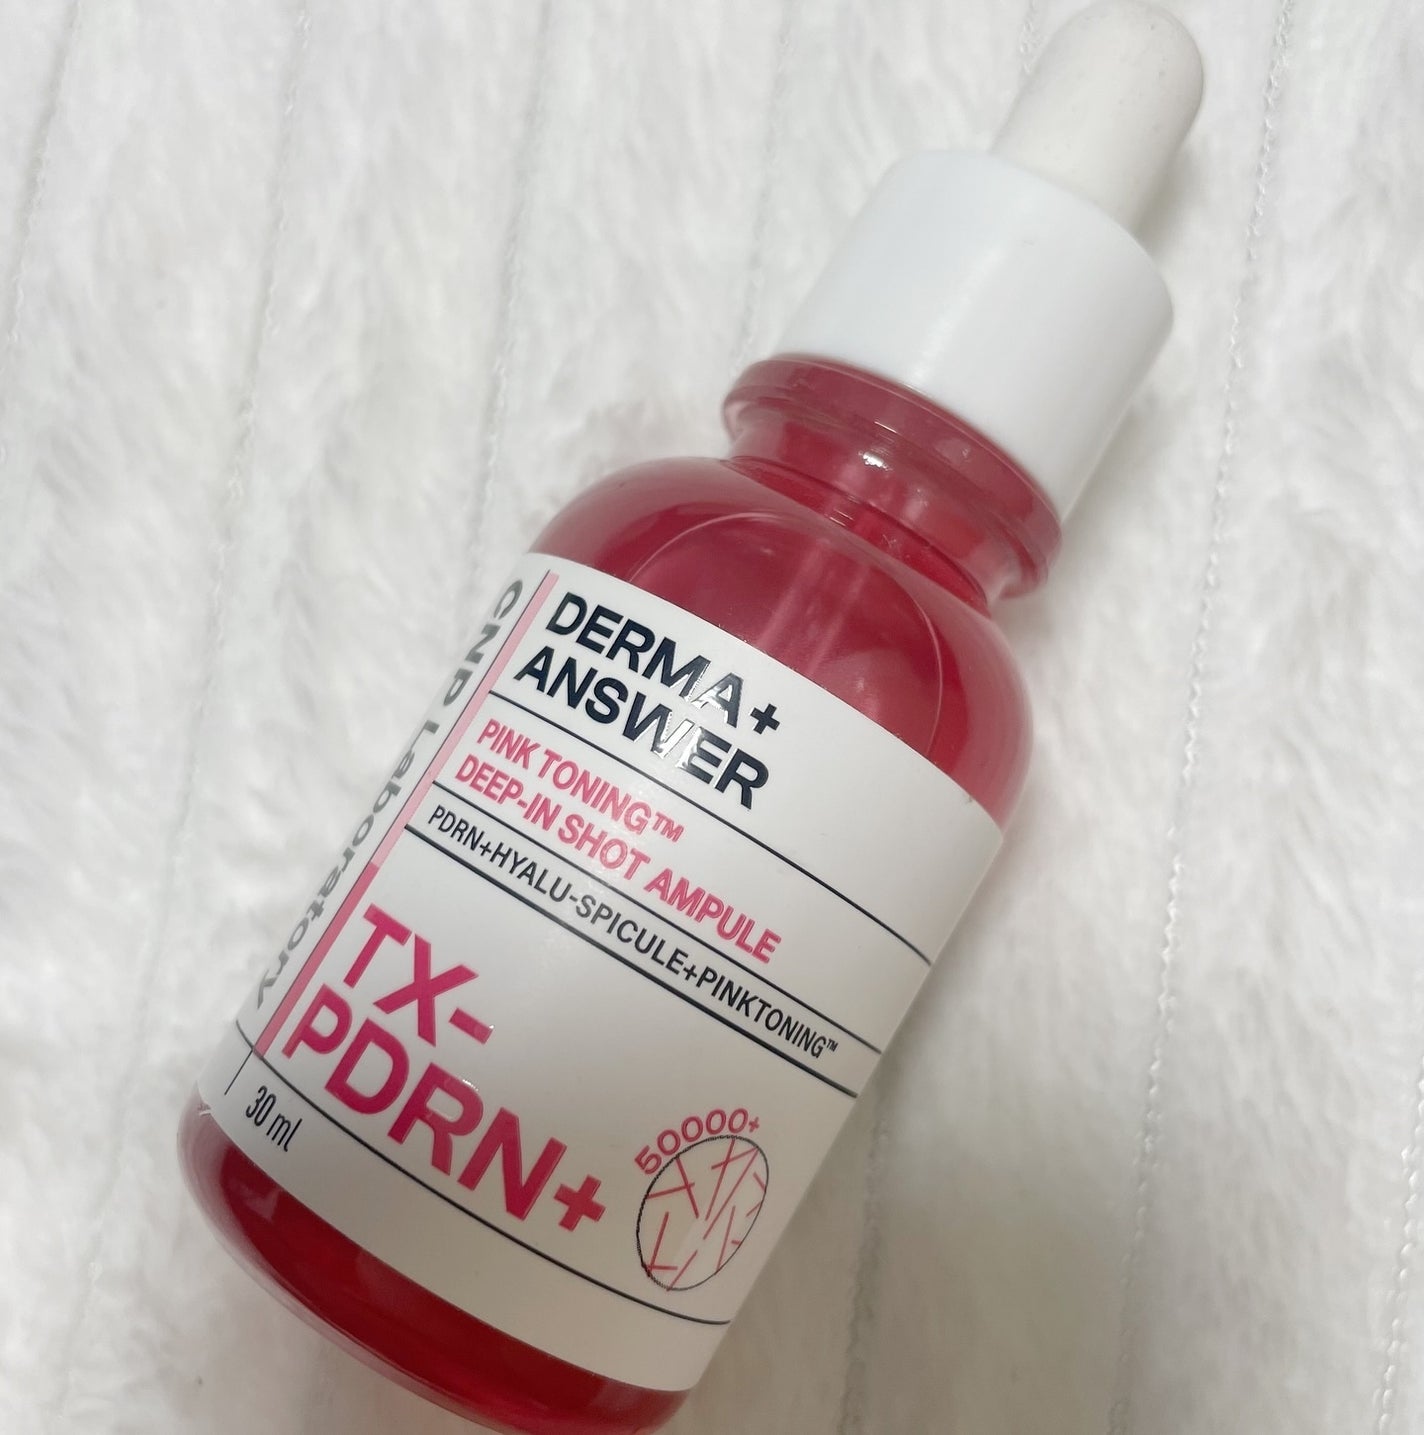 CNP Laboratory
DERMA+
ANSWER
PINK TONING™
DEEP-IN SHOT AMPULE
PDRN+HYALU-SPICULE+PINKTONING™
TX-
PDRN+
50000+
30 ml